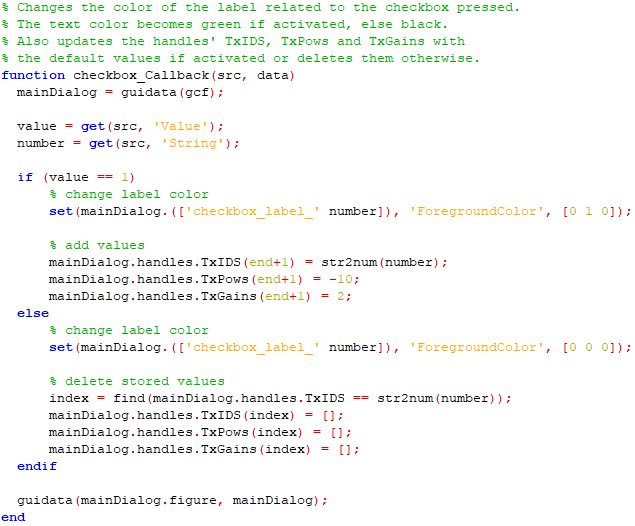 % Changes the color of the label related to the checkbox pressed.
% The text color becomes green if activated, else black.
% Also updates the handles' TxIDS, TxPows and TxGains with
% the default values if activated or deletes them otherwise.
function checkbox_Callback(src, data)
  mainDialog = guidata(gcf);

  value = get(src, 'Value');
  number = get(src, 'String');

  if (value == 1)
      % change label color
      set(mainDialog.(['checkbox_label_' number]), 'ForegroundColor', [0 1 0]);

      % add values
      mainDialog.handles.TxIDS(end+1) = str2num(number);
      mainDialog.handles.TxPows(end+1) = -10;
      mainDialog.handles.TxGains(end+1) = 2;
  else
      % change label color
      set(mainDialog.(['checkbox_label_' number]), 'ForegroundColor', [0 0 0]);

      % delete stored values
      index = find(mainDialog.handles.TxIDS == str2num(number));
      mainDialog.handles.TxIDS(index) = [];
      mainDialog.handles.TxPows(index) = [];
      mainDialog.handles.TxGains(index) = [];
  endif

  guidata(mainDialog.figure, mainDialog);
end